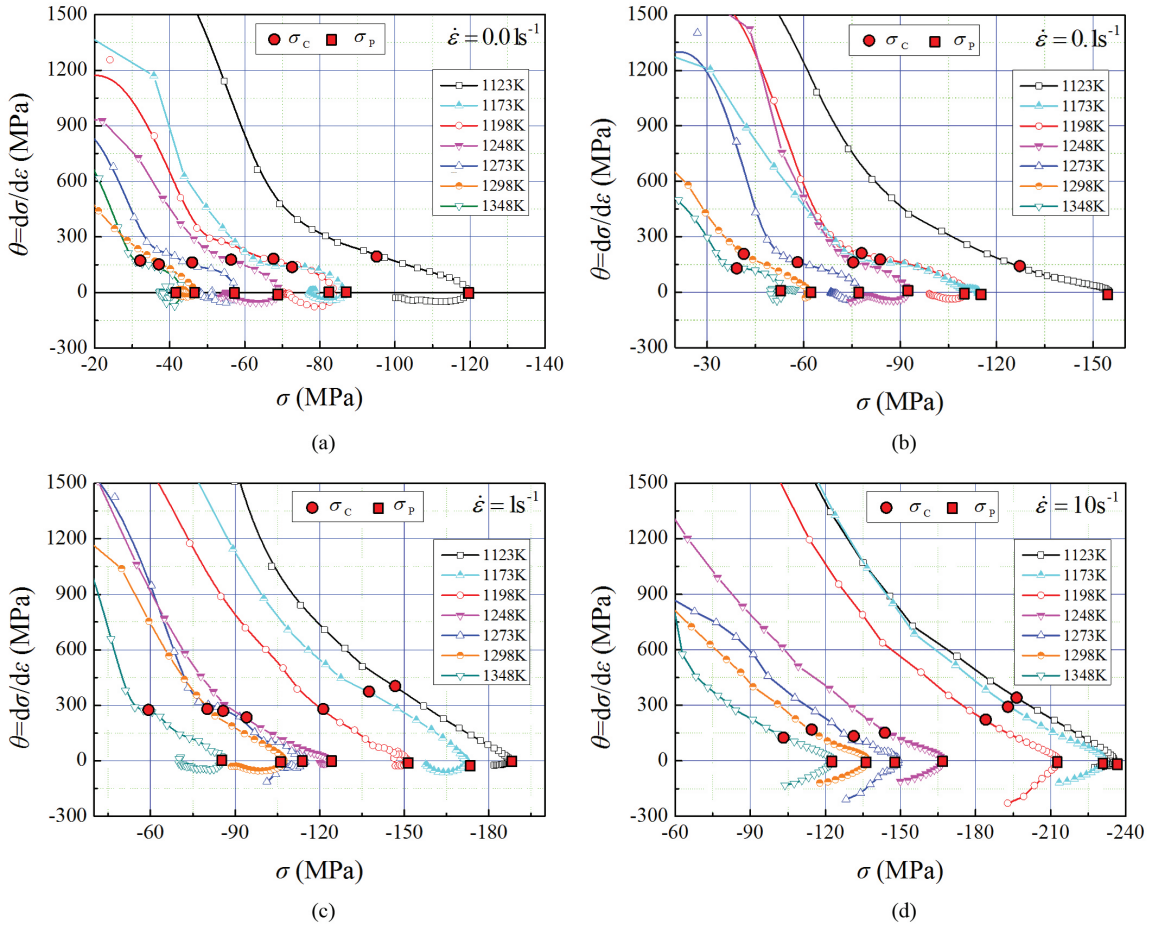 σC σP ε̇ = 0.01s-1
1500
1200
900
600
300
0
-300
θ=dσ/dε (MPa)
1123K
1173K
1198K
1248K
1273K
1298K
1348K
-20 -40 -60 -80 -100 -120 -140
σ (MPa)
(a)
σC σP ε̇ = 0.1s-1
1500
1200
900
600
300
0
-300
θ=dσ/dε (MPa)
1123K
1173K
1198K
1248K
1273K
1298K
1348K
-30 -60 -90 -120 -150
σ (MPa)
(b)
σC σP ε̇ = 1s-1
1500
1200
900
600
300
0
-300
θ=dσ/dε (MPa)
1123K
1173K
1198K
1248K
1273K
1298K
1348K
-60 -90 -120 -150 -180
σ (MPa)
(c)
σC σP ε̇ = 10s-1
1500
1200
900
600
300
0
-300
θ=dσ/dε (MPa)
1123K
1173K
1198K
1248K
1273K
1298K
1348K
-60 -90 -120 -150 -180 -210 -240
σ (MPa)
(d)